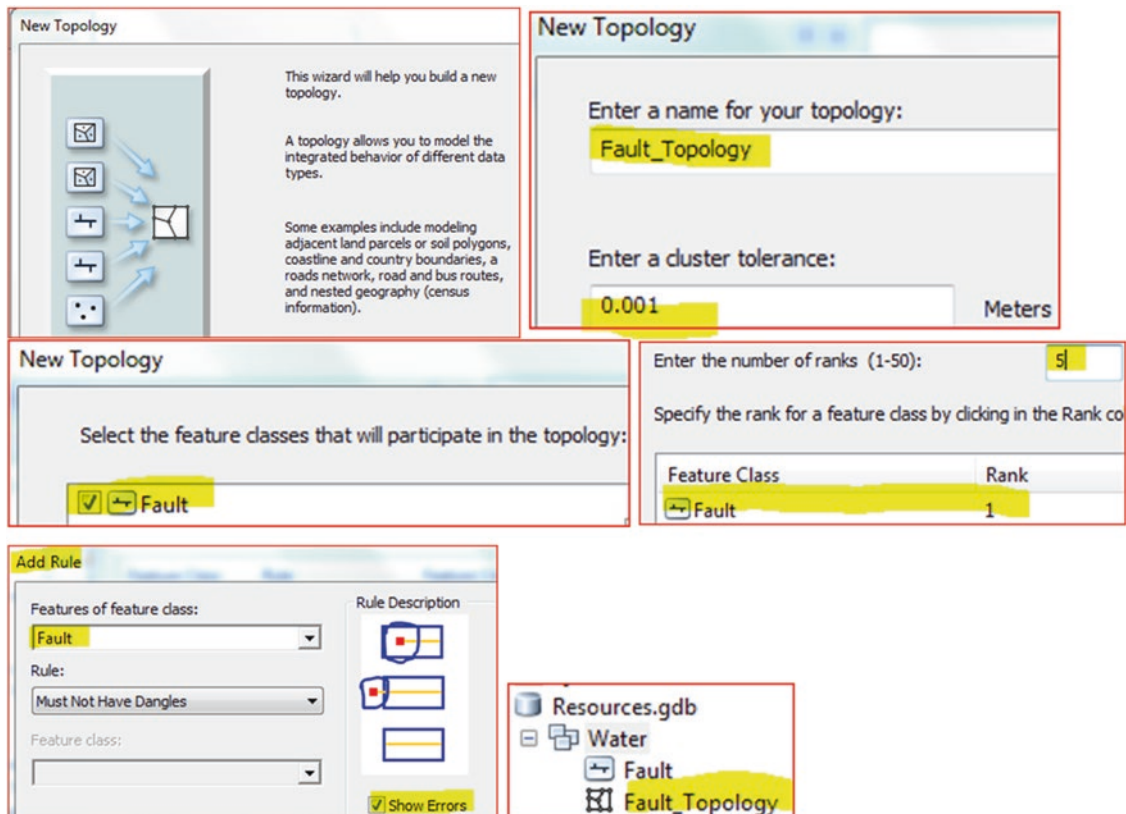 New Topology
This wizard will help you build a new
topology.
A topology allows you to model the
integrated behavior of different data
types.
Some examples include modeling
adjacent land parcels or soil polygons,
coastline and country boundaries, a
roads network, road and bus routes,
and nested geography (census
information).
New Topology
Enter a name for your topology:
Fault_Topology
Enter a cluster tolerance:
0.001 Meters
New Topology
Select the feature classes that will participate in the topology:
Fault
Enter the number of ranks (1-50): 5
Specify the rank for a feature class by clicking in the Rank co
Feature Class Rank
Fault 1
Add Rule
Features of feature class:
Fault
Rule:
Must Not Have Dangles
Feature class:
Rule Description
Show Errors
Resources.gdb
Water
Fault
Fault_Topology